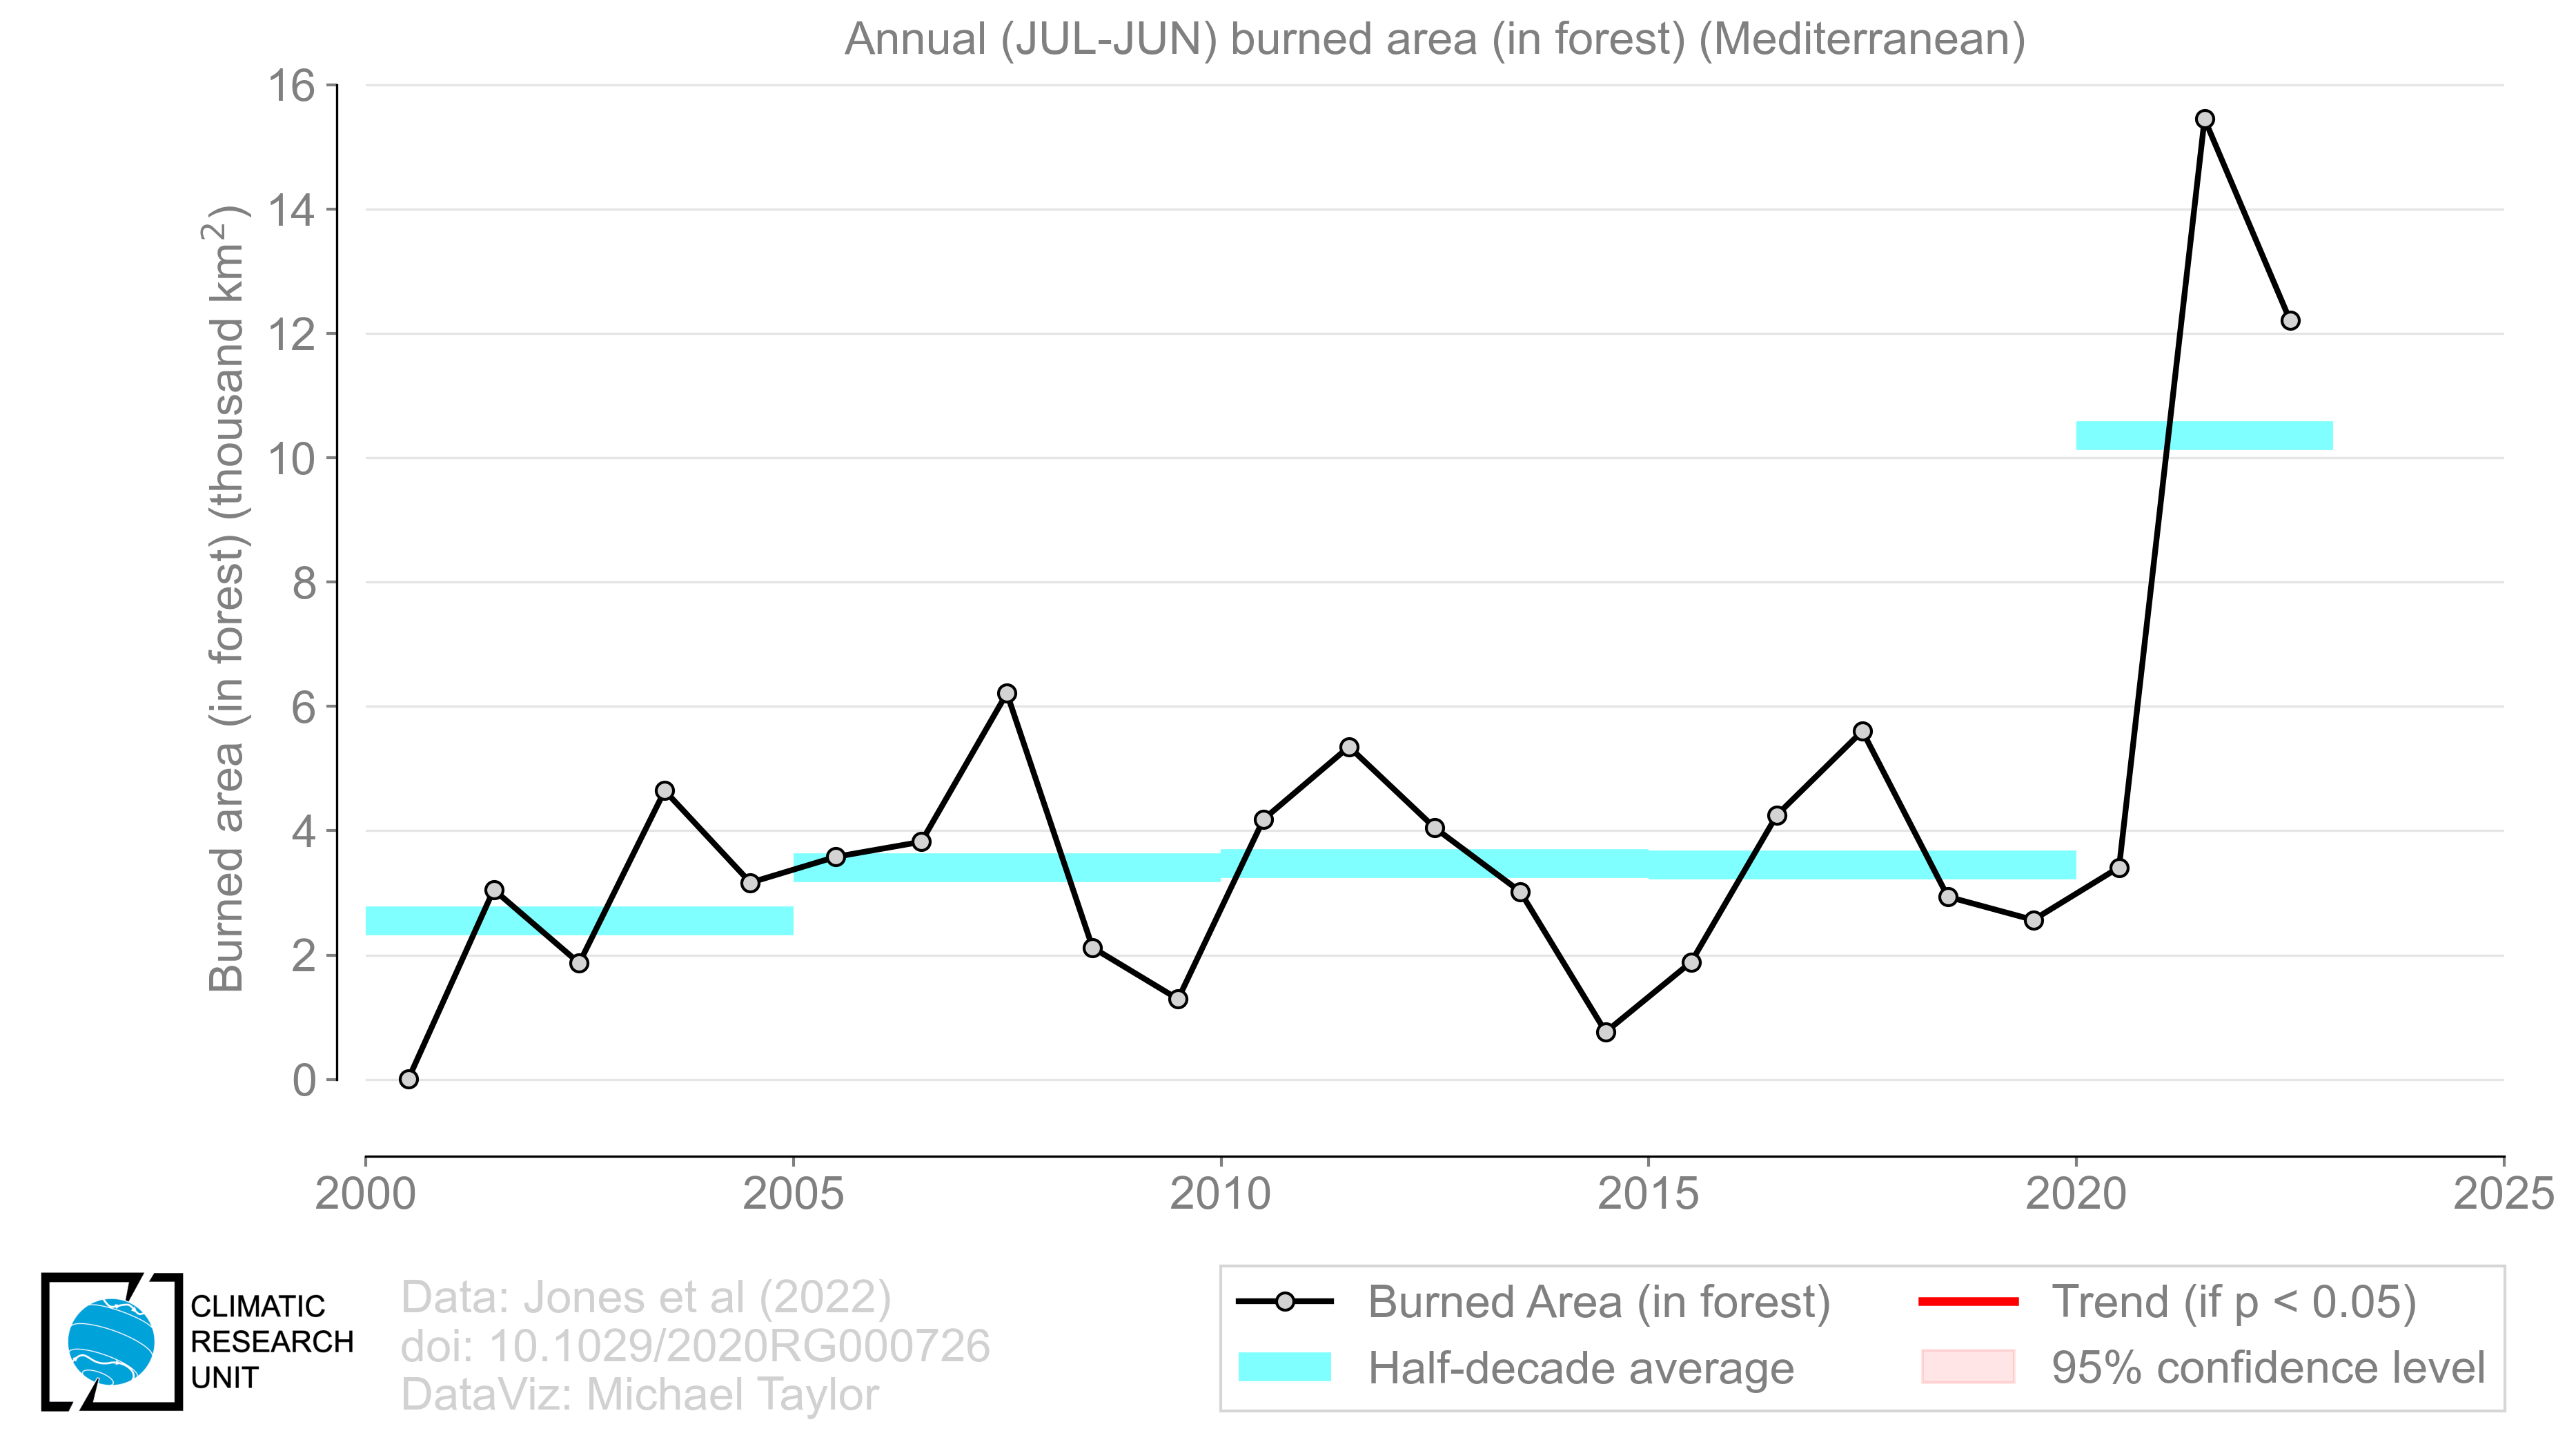 Annual (JUL-JUN) burned area (in forest) (Mediterranean)
Burned area (in forest) (thousand km²)
16
14
12
10
8
6
4
2
0
2000 2005 2010 2015 2020 2025
CLIMATIC
RESEARCH
UNIT
Data: Jones et al (2022)
doi: 10.1029/2020RG000726
DataViz: Michael Taylor
Burned Area (in forest)
Half-decade average
Trend (if p < 0.05)
95% confidence level